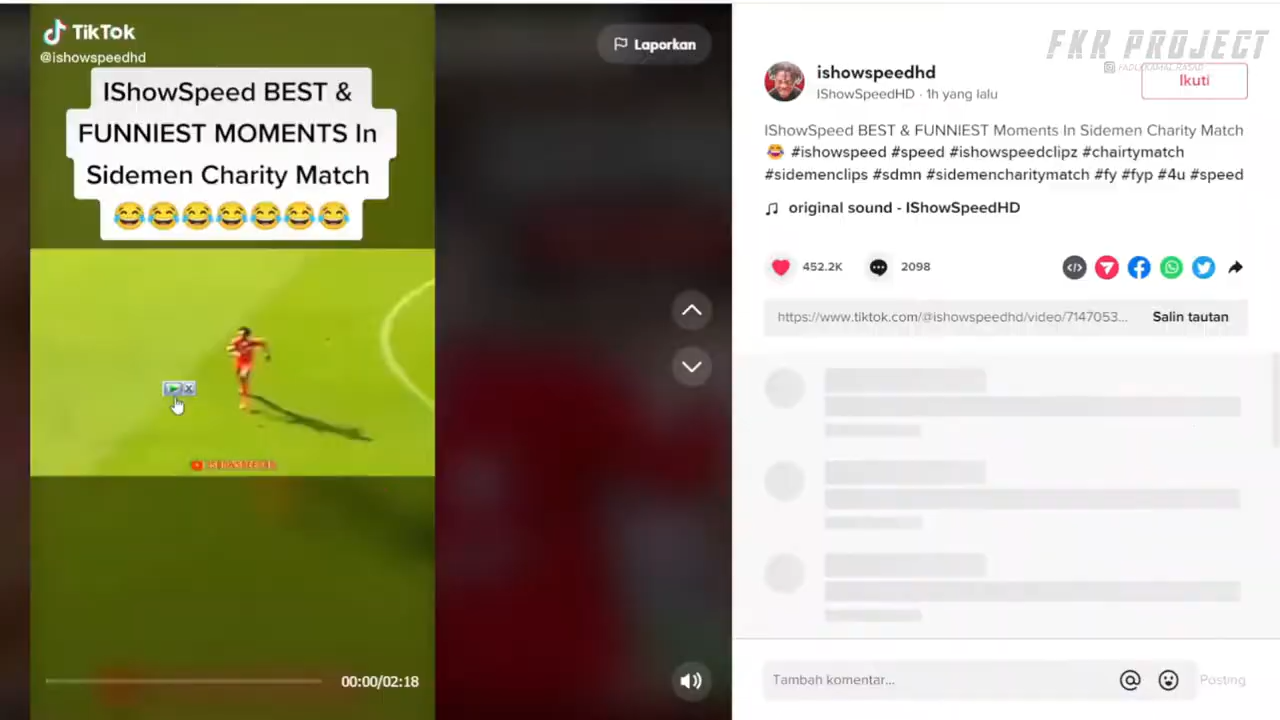 TikTok
@ishowspeedhd
IShowSpeed BEST &
FUNNIEST MOMENTS In
Sidemen Charity Match
😂😂😂😂😂😂😂
00:00/02:18
Laporkan
FKR PROJECT
ishowspeedhd
IShowSpeedHD · 1h yang lalu
Ikuti
IShowSpeed BEST & FUNNIEST Moments In Sidemen Charity Match
😂 #ishowspeed #speed #ishowspeedclipz #chairtymatch
#sidemenclips #sdmn #sidemencharitymatch #fy #fyp #4u #speed
original sound - IShowSpeedHD
452.2K
2098
https://www.tiktok.com/@ishowspeedhd/video/7147053...
Salin tautan
Tambah komentar...
Posting